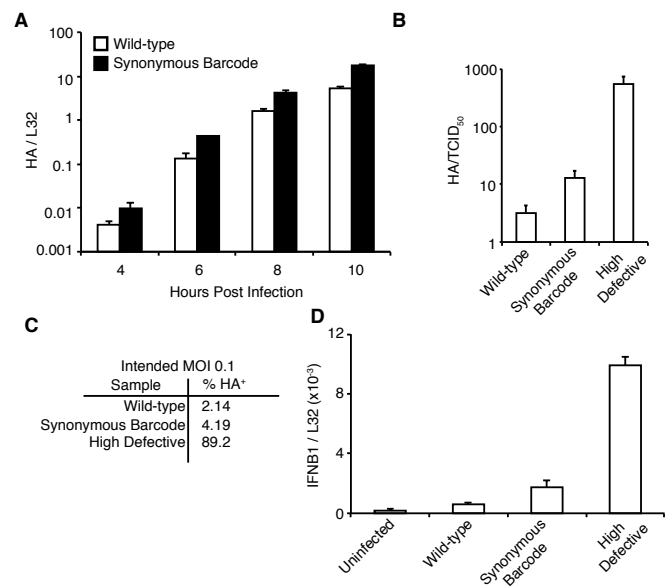 A
Wild-type
Synonymous Barcode
100
10
1
0.1
0.01
0.001
HA / L32
4 6 8 10
Hours Post Infection
B
1000
100
10
1
HA/TCID50
Wild-type
Synonymous
Barcode
High
Defective
C
Intended MOI 0.1
Sample % HA+
Wild-type 2.14
Synonymous Barcode 4.19
High Defective 89.2
D
12
8
4
0
IFNB1 / L32 (x10-3)
Uninfected
Wild-type
Synonymous
Barcode
High
Defective